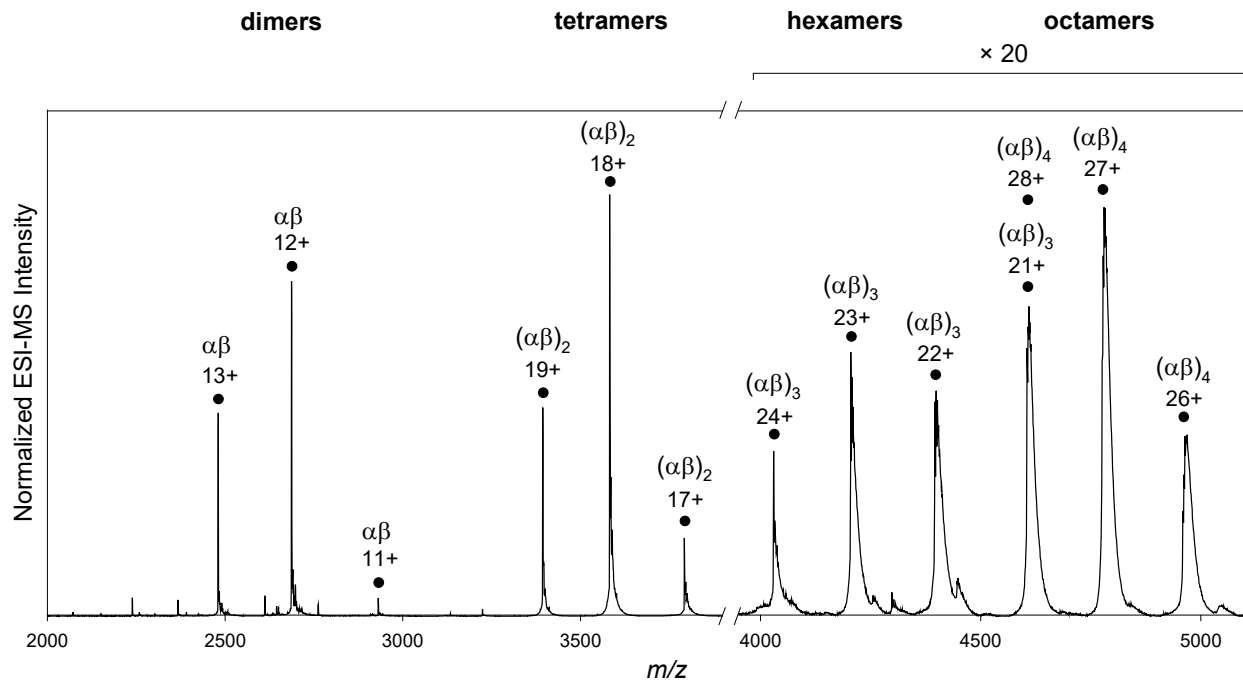 dimers tetramers hexamers octamers
× 20
Normalized ESI-MS Intensity
αβ
13+
αβ
12+
αβ
11+
(αβ)₂
19+
(αβ)₂
18+
(αβ)₂
17+
(αβ)₃
24+
(αβ)₃
23+
(αβ)₃
22+
(αβ)₄
28+
(αβ)₃
21+
(αβ)₄
27+
(αβ)₄
26+
2000 2500 3000 3500 4000 4500 5000
m/z